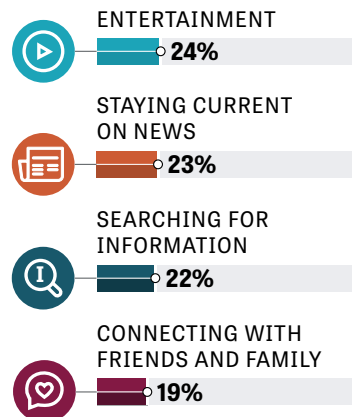 ENTERTAINMENT
24%
STAYING CURRENT
ON NEWS
23%
SEARCHING FOR
INFORMATION
I
22%
CONNECTING WITH
FRIENDS AND FAMILY
19%